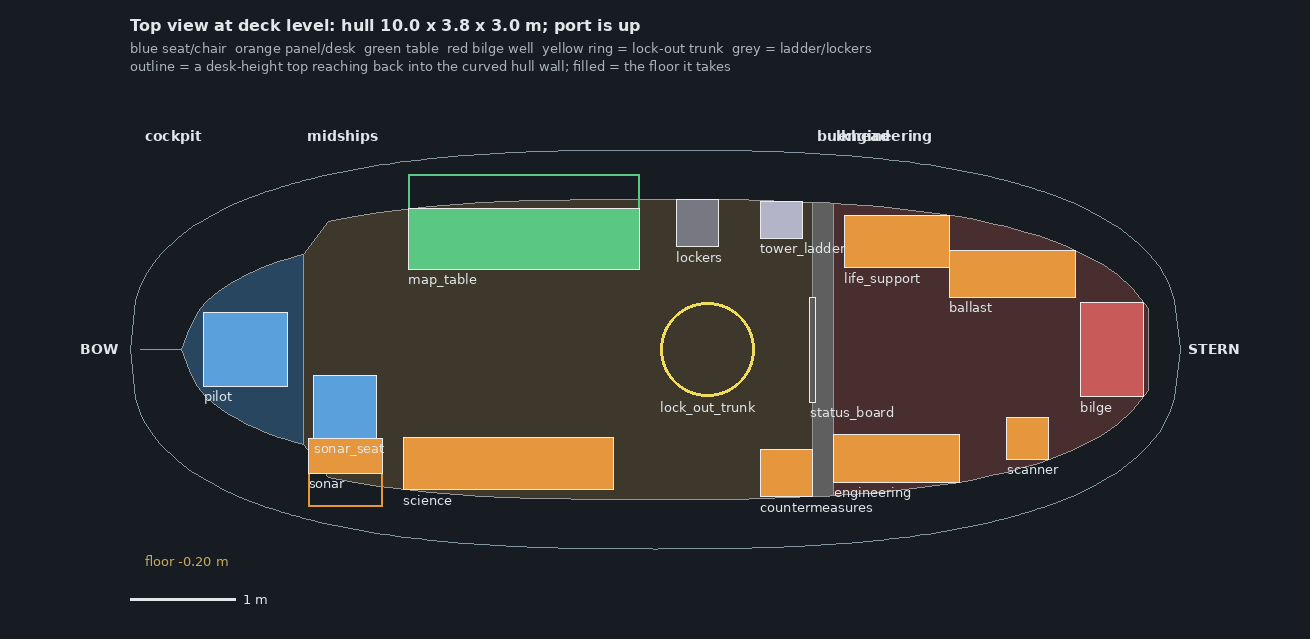 Top view at deck level: hull 10.0 x 3.8 x 3.0 m; port is up
blue seat/chair  orange panel/desk  green table  red bilge well  yellow ring = lock-out trunk  grey = ladder/lockers
outline = a desk-height top reaching back into the curved hull wall; filled = the floor it takes
cockpit
midships
engineering
lockers
tower_ladder
map_table
life_support
ballast
BOW
STERN
pilot
lock_out_trunk
status_board
bilge
sonar_seat
sonar
science
scanner
engineering
countermeasures
floor -0.20 m
1 m